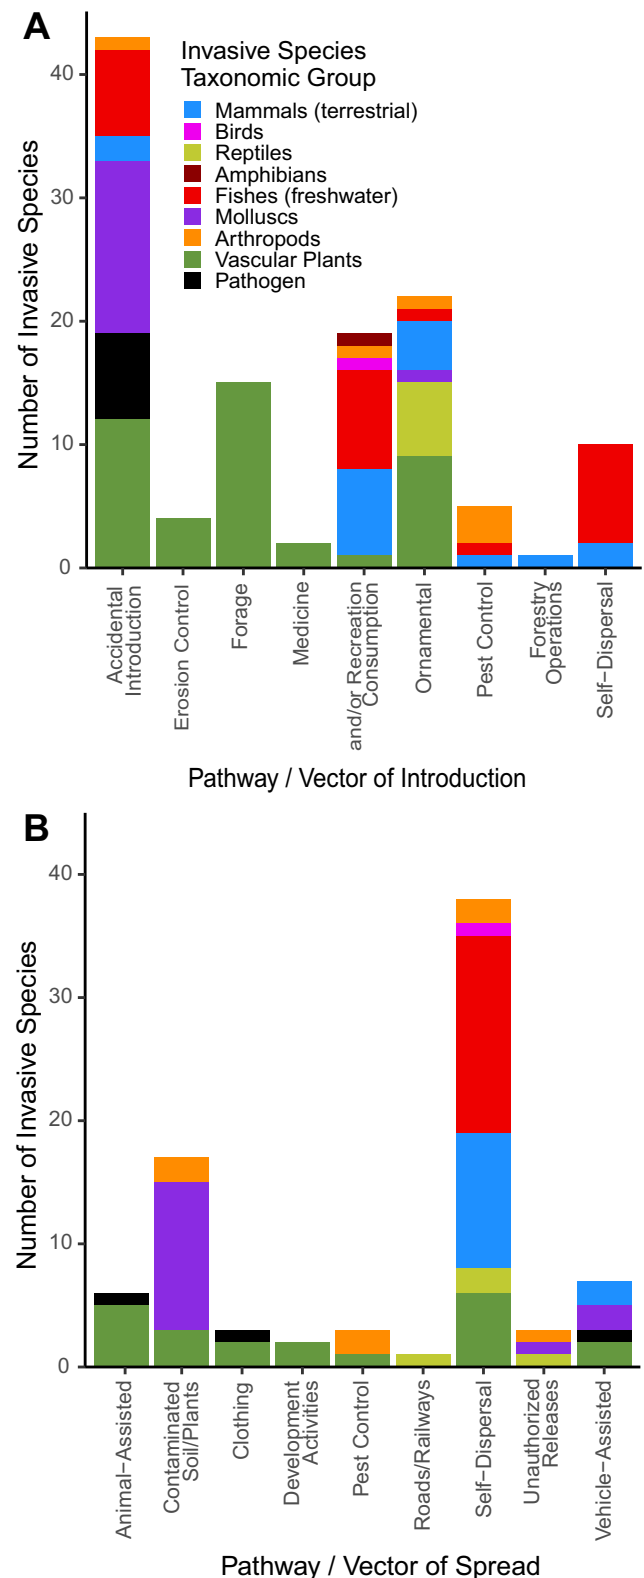 A
Invasive Species
Taxonomic Group
Mammals (terrestrial)
Birds
Reptiles
Amphibians
Fishes (freshwater)
Molluscs
Arthropods
Vascular Plants
Pathogen
Number of Invasive Species
40
30
20
10
0
Accidental
Introduction
Erosion Control
Forage
Medicine
and/or Recreation
Consumption
Ornamental
Pest Control
Forestry
Operations
Self−Dispersal
Pathway / Vector of Introduction
B
Number of Invasive Species
40
30
20
10
0
Animal−Assisted
Contaminated
Soil/Plants
Clothing
Development
Activities
Pest Control
Roads/Railways
Self−Dispersal
Unauthorized
Releases
Vehicle−Assisted
Pathway / Vector of Spread